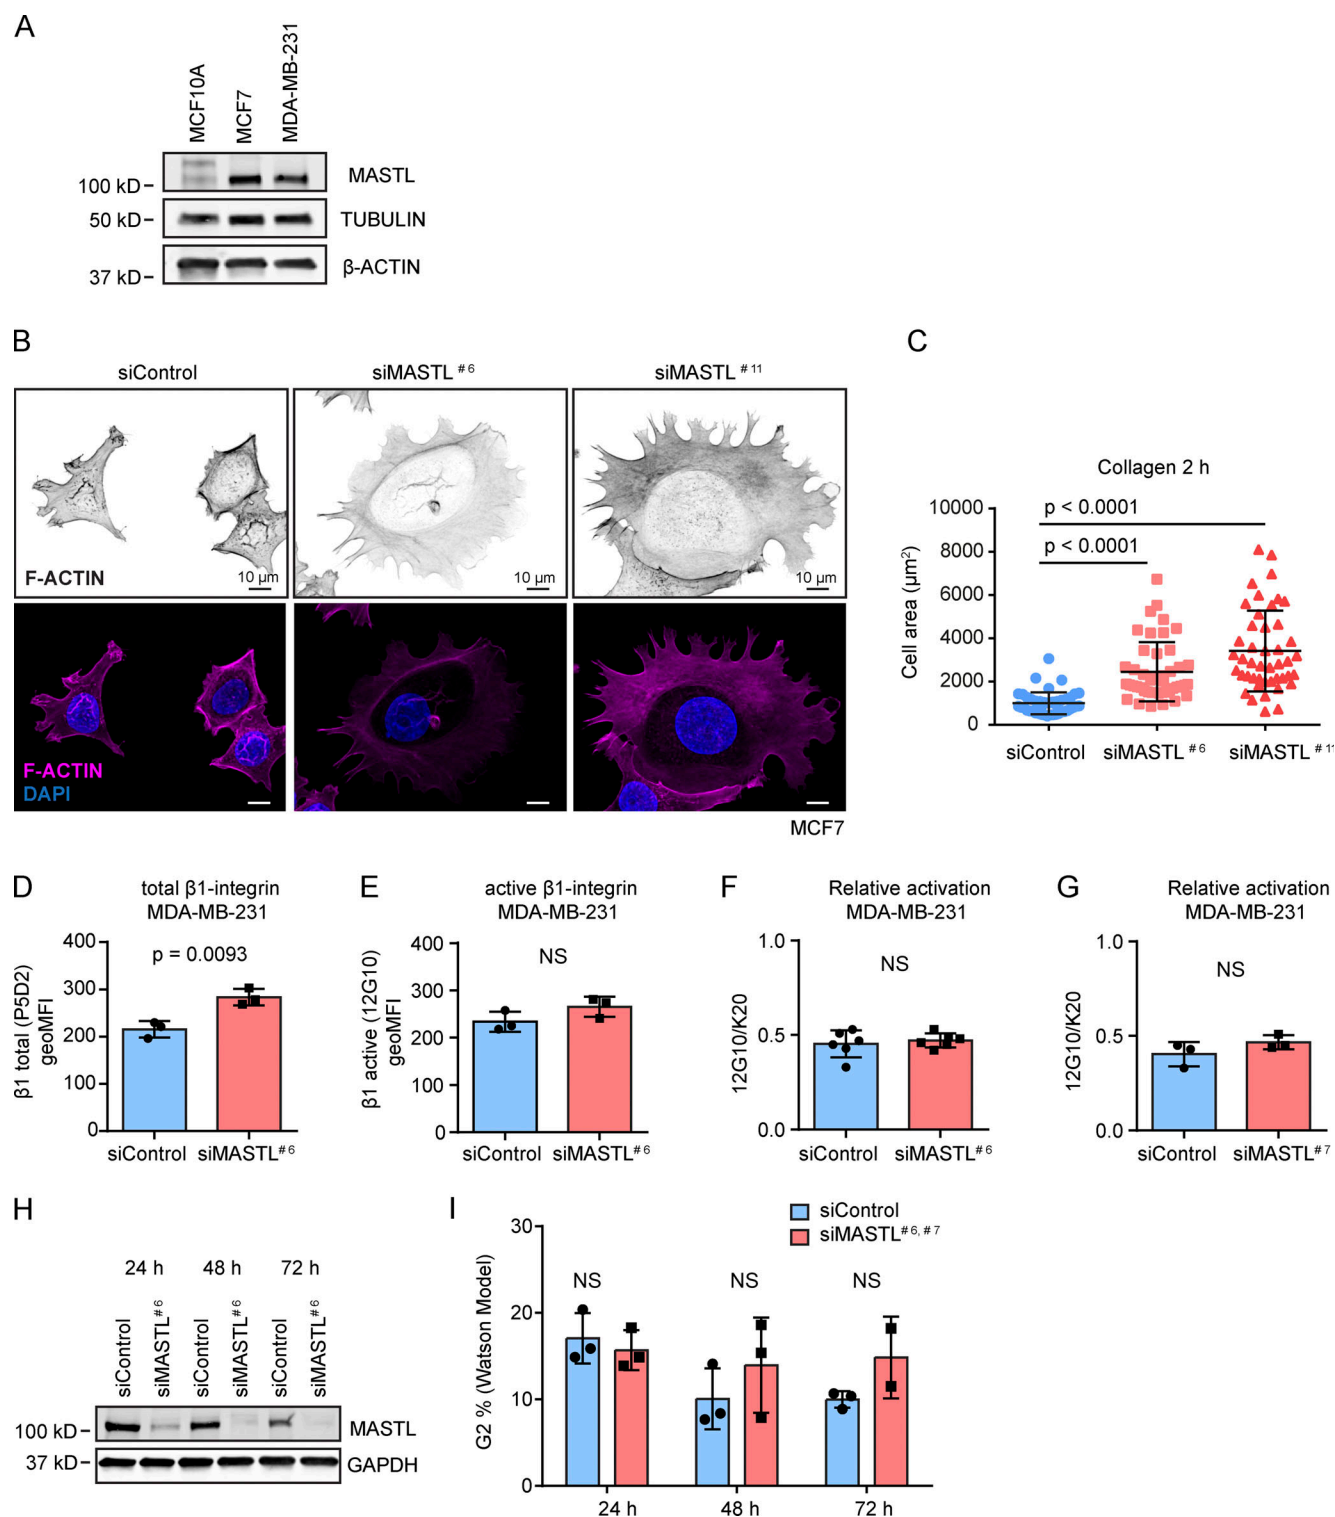 A
MCF10A
MCF7
MDA-MB-231
100 kD
MASTL
50 kD
TUBULIN
37 kD
β-ACTIN
B
siControl
siMASTL #6
siMASTL #11
F-ACTIN
10 µm
10 µm
10 µm
F-ACTIN
DAPI
MCF7
C
Collagen 2 h
p < 0.0001
p < 0.0001
Cell area (µm²)
10000
8000
6000
4000
2000
0
siControl
siMASTL #6
siMASTL #11
D
total β1-integrin
MDA-MB-231
p = 0.0093
β1 total (P5D2)
geoMFI
400
300
200
100
0
siControl
siMASTL #6
E
active β1-integrin
MDA-MB-231
NS
β1 active (12G10)
geoMFI
400
300
200
100
0
siControl
siMASTL #6
F
Relative activation
MDA-MB-231
NS
12G10/K20
1.0
0.5
0.0
siControl
siMASTL #6
G
Relative activation
MDA-MB-231
NS
12G10/K20
1.0
0.5
0.0
siControl
siMASTL #7
H
24 h
48 h
72 h
siControl
siMASTL #6
siControl
siMASTL #6
siControl
siMASTL #6
100 kD
MASTL
37 kD
GAPDH
I
siControl
siMASTL #6, #7
G2 % (Watson Model)
30
20
10
0
NS
NS
NS
24 h
48 h
72 h